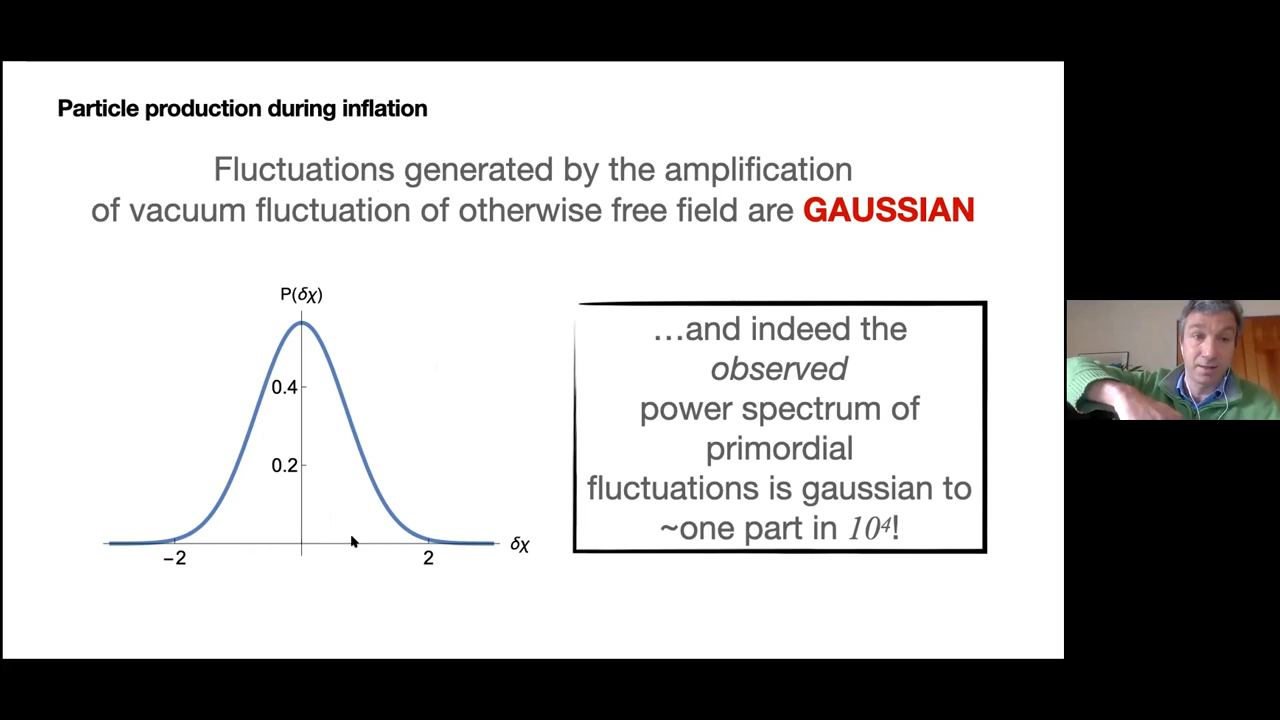 Particle production during inflation
Fluctuations generated by the amplification
of vacuum fluctuation of otherwise free field are GAUSSIAN
P(δχ)
0.4
0.2
−2
2
δχ
…and indeed the
observed
power spectrum of
primordial
fluctuations is gaussian to
~one part in 10⁴!